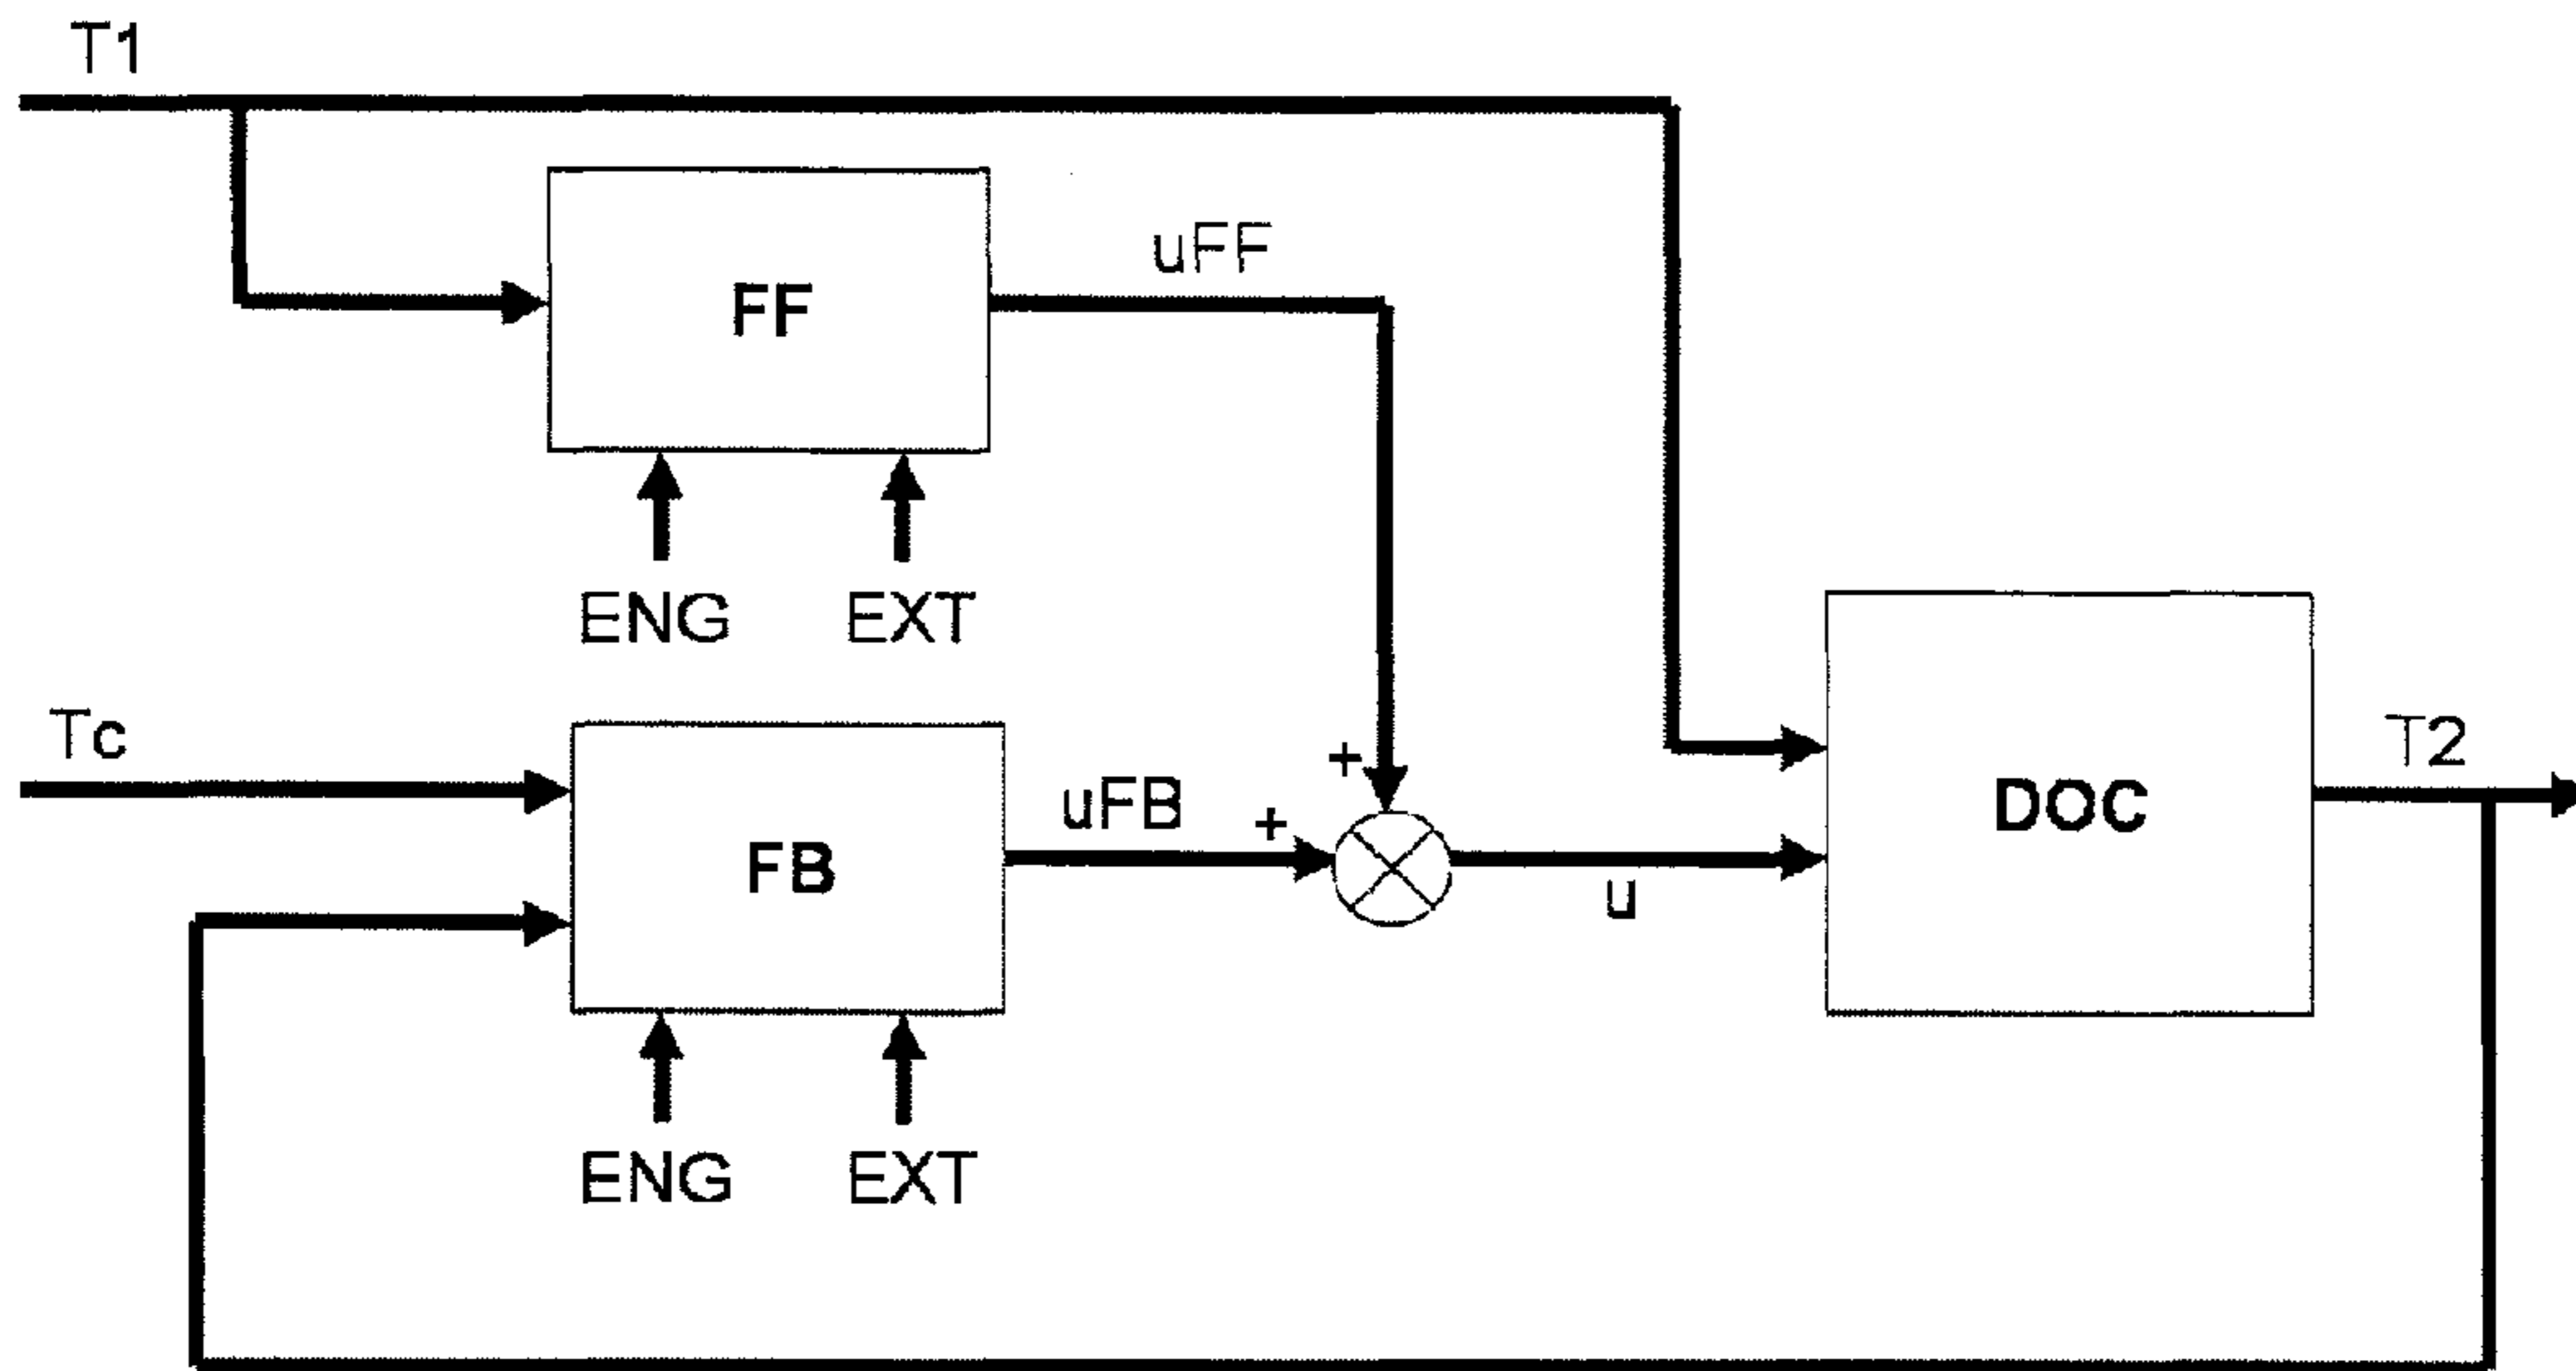 T1
uFF
FF
ENG EXT
Tc
T2
uFB
+
+
DOC
FB
u
ENG EXT